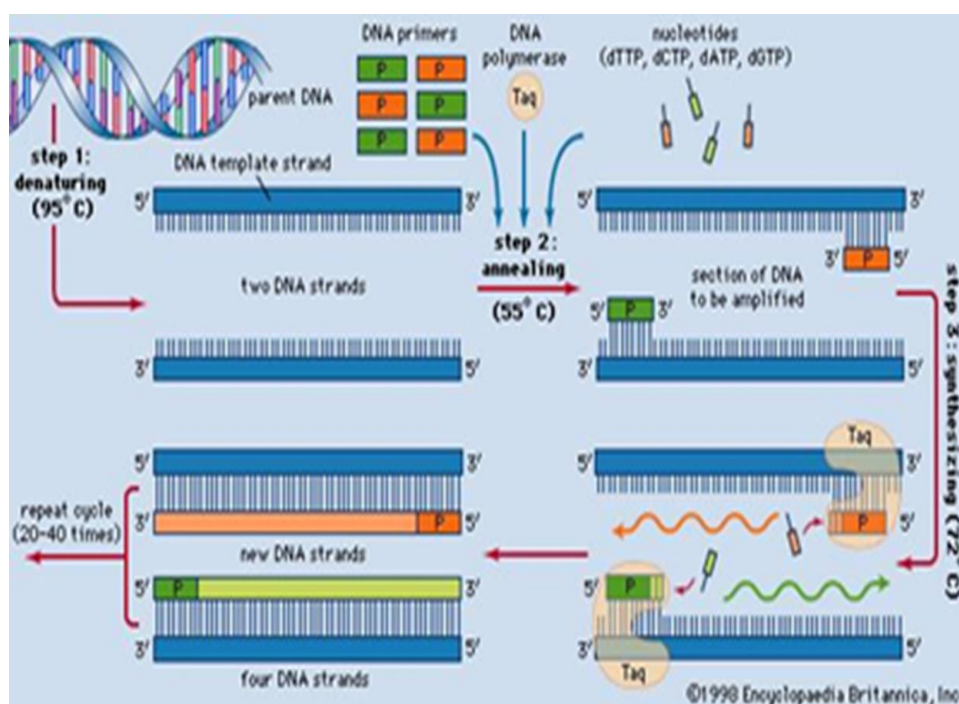 DNA primers
DNA
polymerase
nucleotides
(dTTP, dCTP, dATP, dGTP)
P P
P P
P P
Taq
parent DNA
step 1:
denaturing
(95° C)
DNA template strand
5' 3'
two DNA strands
3' 5'
step 2:
annealing
(55° C)
5' 3'
3' P 5'
section of DNA
to be amplified
5' P 3'
3' 5'
step 3: synthesizing (72° C)
Taq
5' 3'
P 5'
5' P
3' 5'
Taq
5' 3'
3' P 5'
new DNA strands
5' P 3'
3' 5'
four DNA strands
repeat cycle
(20-40 times)
©1998 Encyclopaedia Britannica, Inc